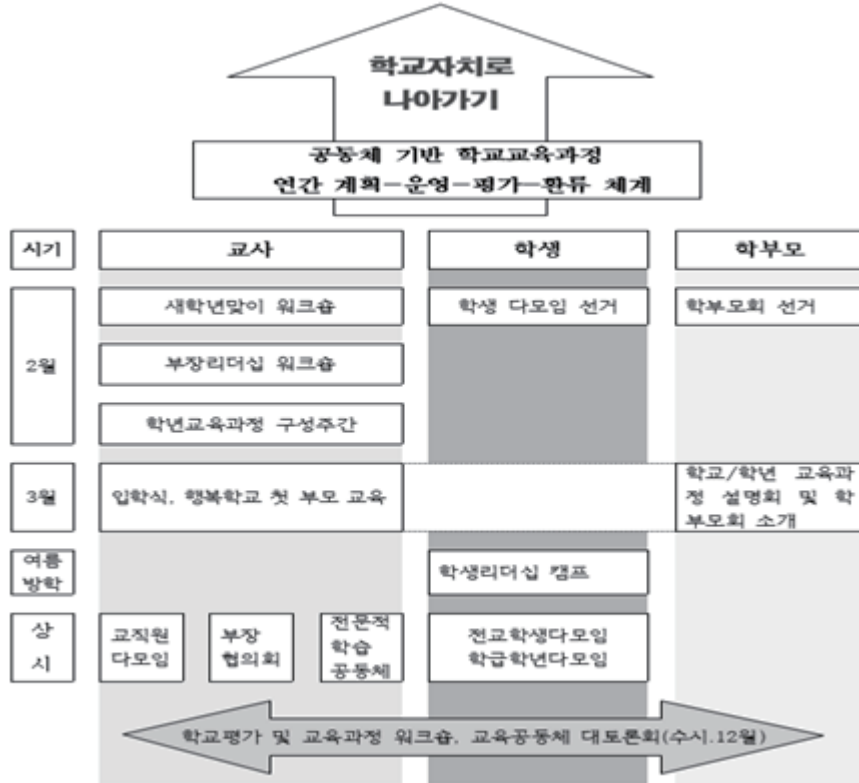 학교자치로
나아가기
공동체 기반 학교교육과정
연간 계획-운영-평가-환류 체계
시기
교사
학생
학부모
2월
새학년맞이 워크숍
학생 다모임 선거
학부모회 선거
부장리더십 워크숍
학년교육과정 구성주간
3월
입학식, 행복학교 첫 부모 교육
학교/학년 교육과
정 설명회 및 학
부모회 소개
여름
방학
학생리더십 캠프
상
시
교직원
다모임
부장
협의회
전문적
학습
공동체
전교학생다모임
학급학년다모임
학교평가 및 교육과정 워크숍, 교육공동체 대토론회(수시.12월)